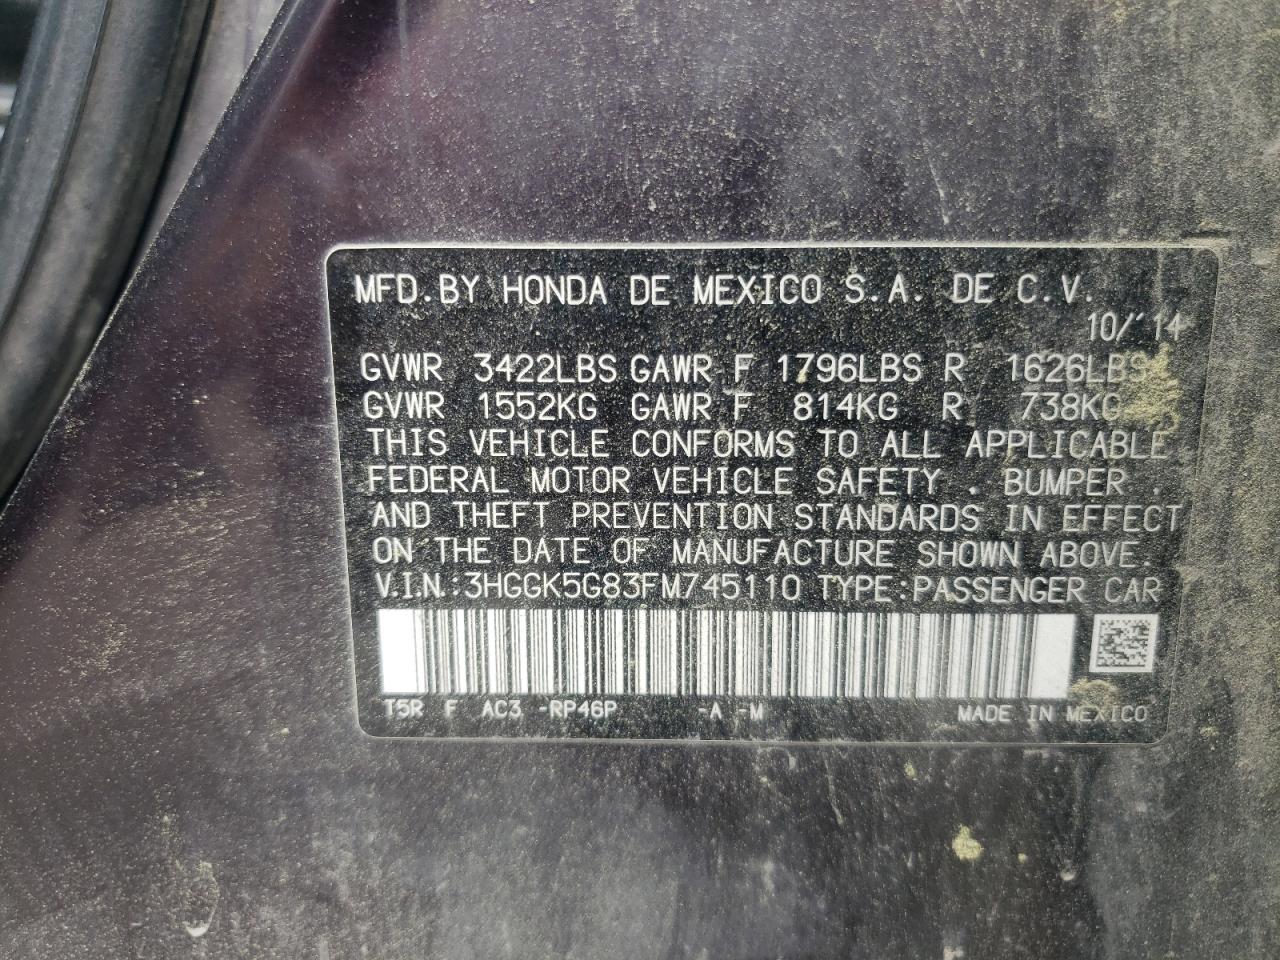 MFD.BY HONDA DE MEXICO S.A. DE C.V.
10/'14
GVWR 3422LBS GAWR F 1796LBS R 1626LBS
GVWR 1552KG GAWR F 814KG R 738KG
THIS VEHICLE CONFORMS TO ALL APPLICABLE
FEDERAL MOTOR VEHICLE SAFETY , BUMPER ,
AND THEFT PREVENTION STANDARDS IN EFFECT
ON THE DATE OF MANUFACTURE SHOWN ABOVE.
V.I.N.:3HGGK5G83FM745110 TYPE:PASSENGER CAR
T5R F AC3 -RP46P -A -M MADE IN MEXICO